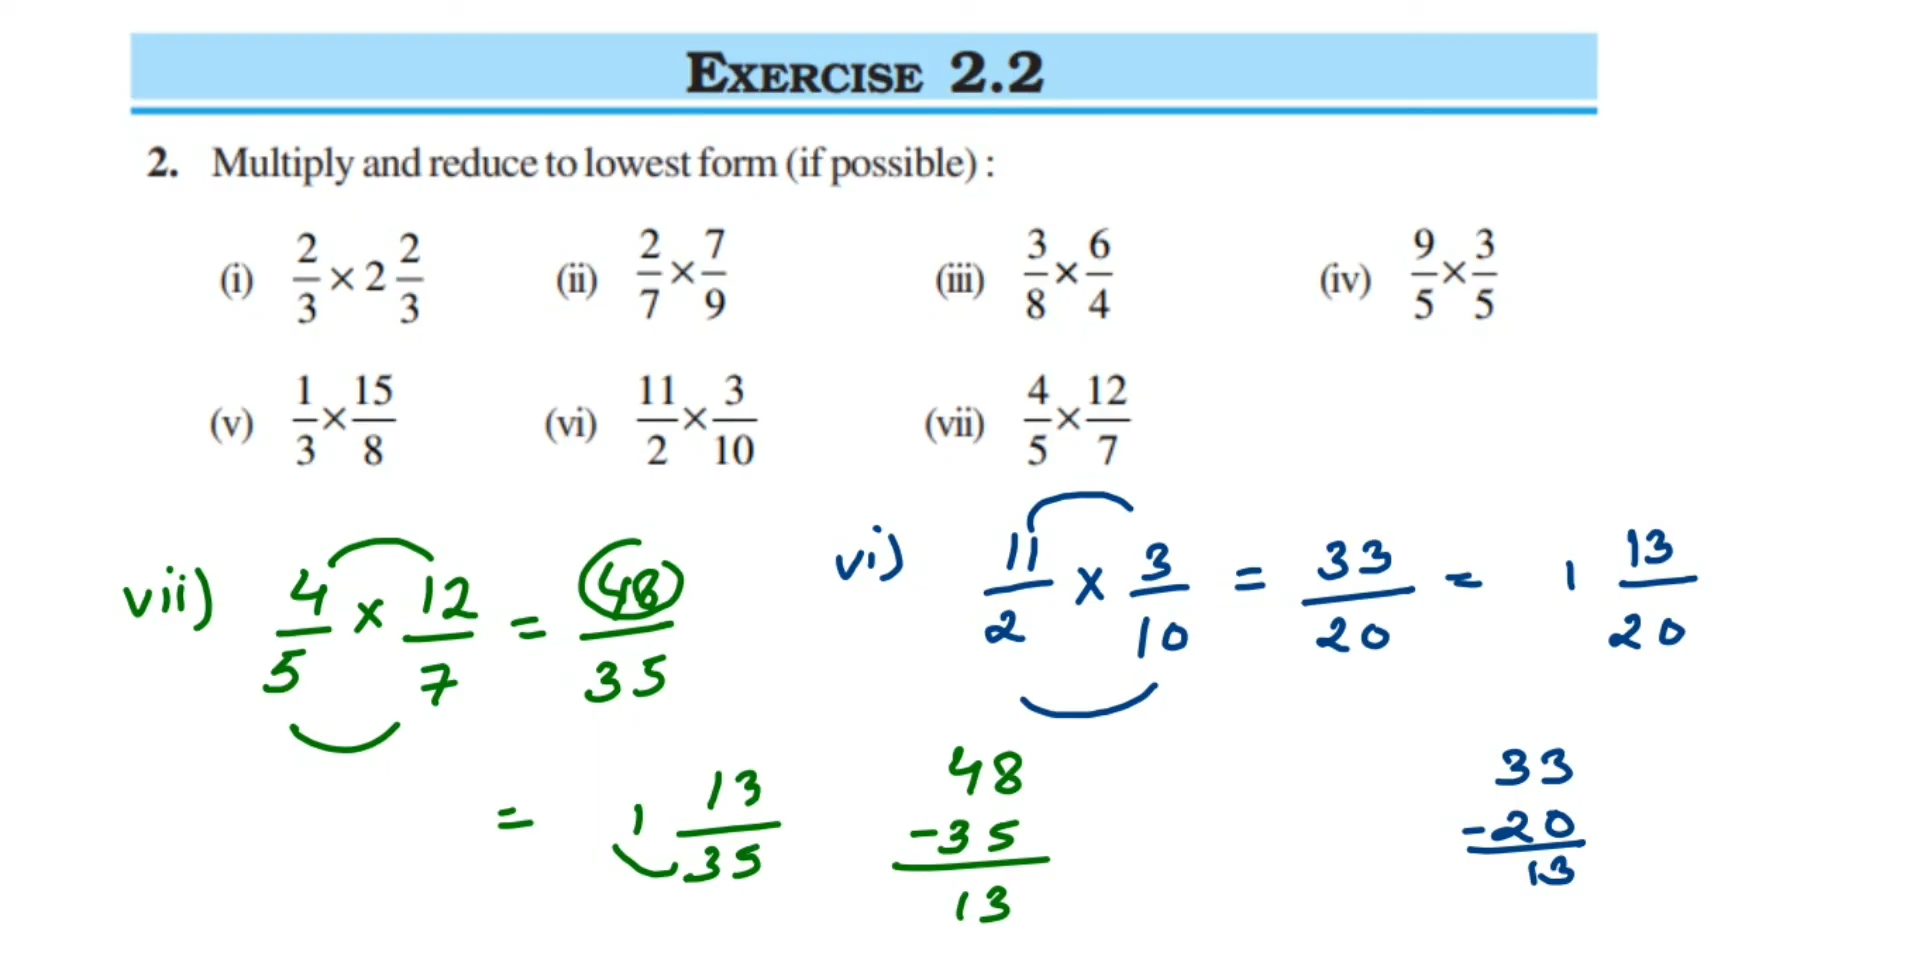 EXERCISE 2.2
2. Multiply and reduce to lowest form (if possible) :
(i) 2/3 × 2 2/3 (ii) 2/7 × 7/9 (iii) 3/8 × 6/4 (iv) 9/5 × 3/5
(v) 1/3 × 15/8 (vi) 11/2 × 3/10 (vii) 4/5 × 12/7
vii) 4/5 × 12/7 = 48/35
= 1 13/35
48
-35
13
vi) 11/2 × 3/10 = 33/20 = 1 13/20
33
-20
13